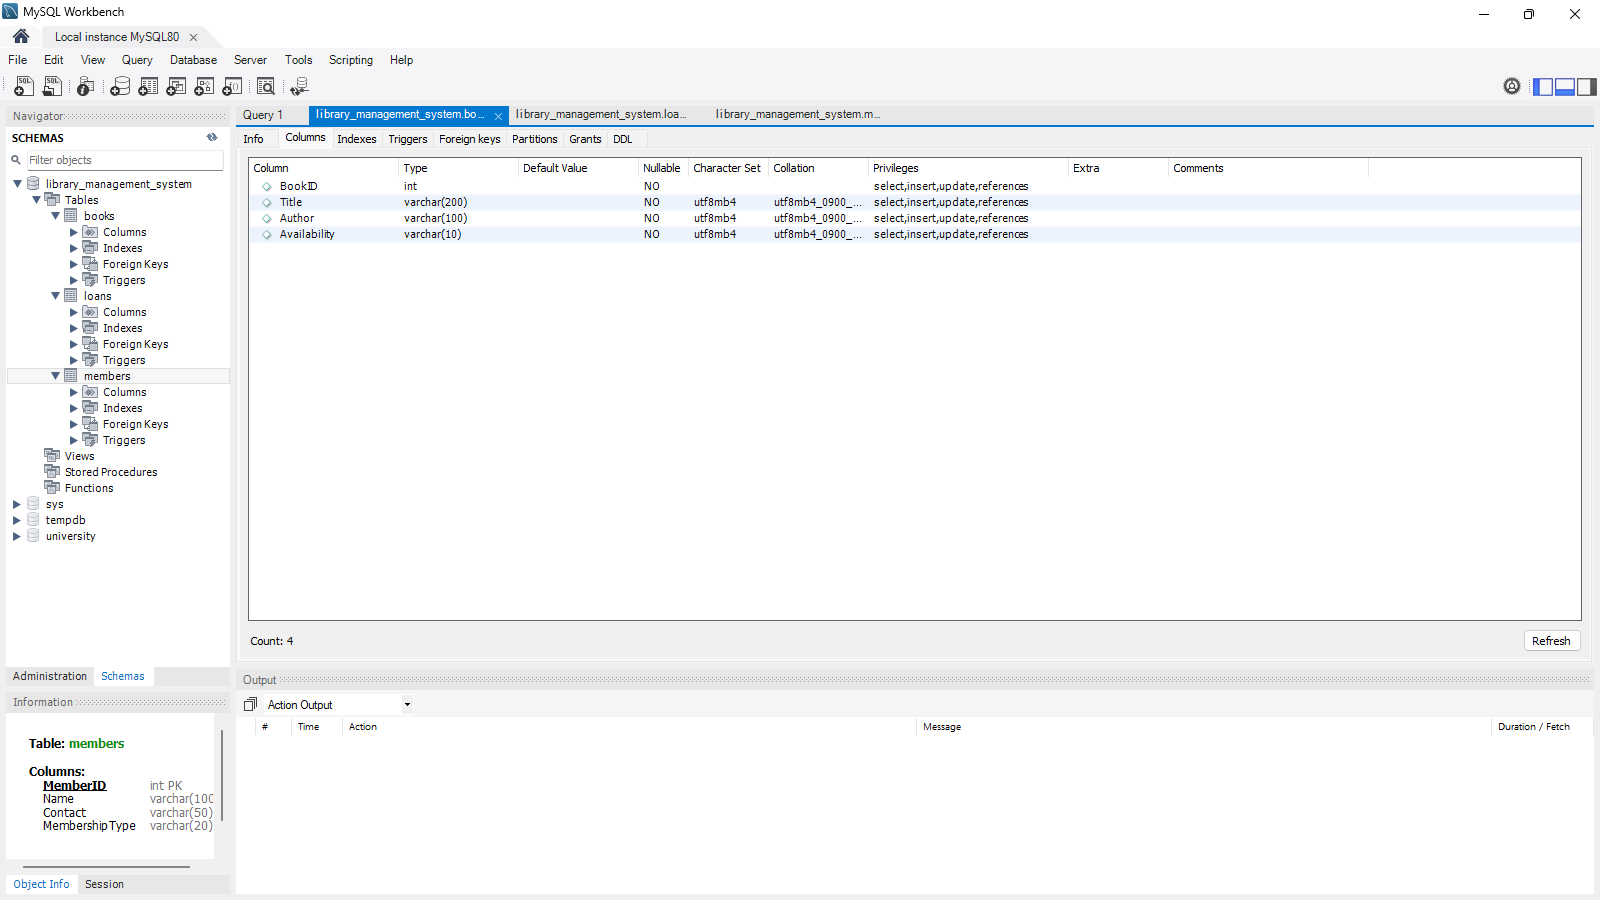 MySQL Workbench
Local instance MySQL80
File Edit View Query Database Server Tools Scripting Help
Navigator
SCHEMAS
Filter objects
library_management_system
Tables
books
Columns
Indexes
Foreign Keys
Triggers
loans
Columns
Indexes
Foreign Keys
Triggers
members
Columns
Indexes
Foreign Keys
Triggers
Views
Stored Procedures
Functions
sys
tempdb
university
Administration Schemas
Information
Table: members
Columns:
MemberID int PK
Name varchar(100
Contact varchar(50)
MembershipType varchar(20)
Object Info Session
Query 1 library_management_system.bo... library_management_system.loa... library_management_system.m...
Info Columns Indexes Triggers Foreign keys Partitions Grants DDL
Column Type Default Value Nullable Character Set Collation Privileges Extra Comments
BookID int NO select,insert,update,references
Title varchar(200) NO utf8mb4 utf8mb4_0900_... select,insert,update,references
Author varchar(100) NO utf8mb4 utf8mb4_0900_... select,insert,update,references
Availability varchar(10) NO utf8mb4 utf8mb4_0900_... select,insert,update,references
Count: 4 Refresh
Output
Action Output
# Time Action Message Duration / Fetch